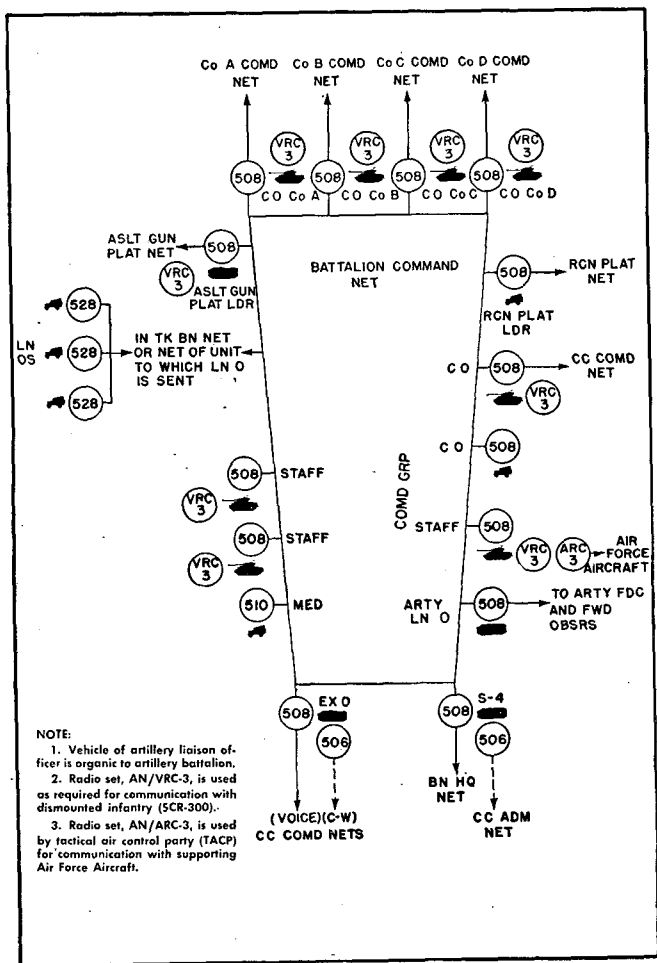 Co A COMD NET
Co B COMD NET
Co C COMD NET
Co D COMD NET
VRC 3
VRC 3
VRC 3
VRC 3
508
508
508
508
CO CoA
CO CoB
CO CoC
CO CoD
ASLT GUN PLAT NET
508
VRC 3
ASLT GUN PLAT LDR
BATTALION COMMAND NET
508
RCN PLAT NET
RCN PLAT LDR
LN OS
528
528
528
IN TK BN NET
OR NET OF UNIT
TO WHICH LN O
IS SENT
CO
508
CC COMD NET
VRC 3
CO
508
COMD GRP
508
STAFF
VRC 3
STAFF
508
VRC 3
ARC 3
AIR FORCE AIRCRAFT
508
STAFF
VRC 3
510
MED
ARTY LN O
508
TO ARTY FDC
AND FWD
OBSRS
508
EX O
506
(VOICE)(C-W)
CC COMD NETS
508
S-4
506
BN HQ NET
CC ADM NET
NOTE:
1. Vehicle of artillery liaison of-
ficer is organic to artillery battalion.
2. Radio set, AN/VRC-3, is used
as required for communication with
dismounted infantry (SCR-300).
3. Radio set, AN/ARC-3, is used
by tactical air control party (TACP)
for communication with supporting
Air Force Aircraft.